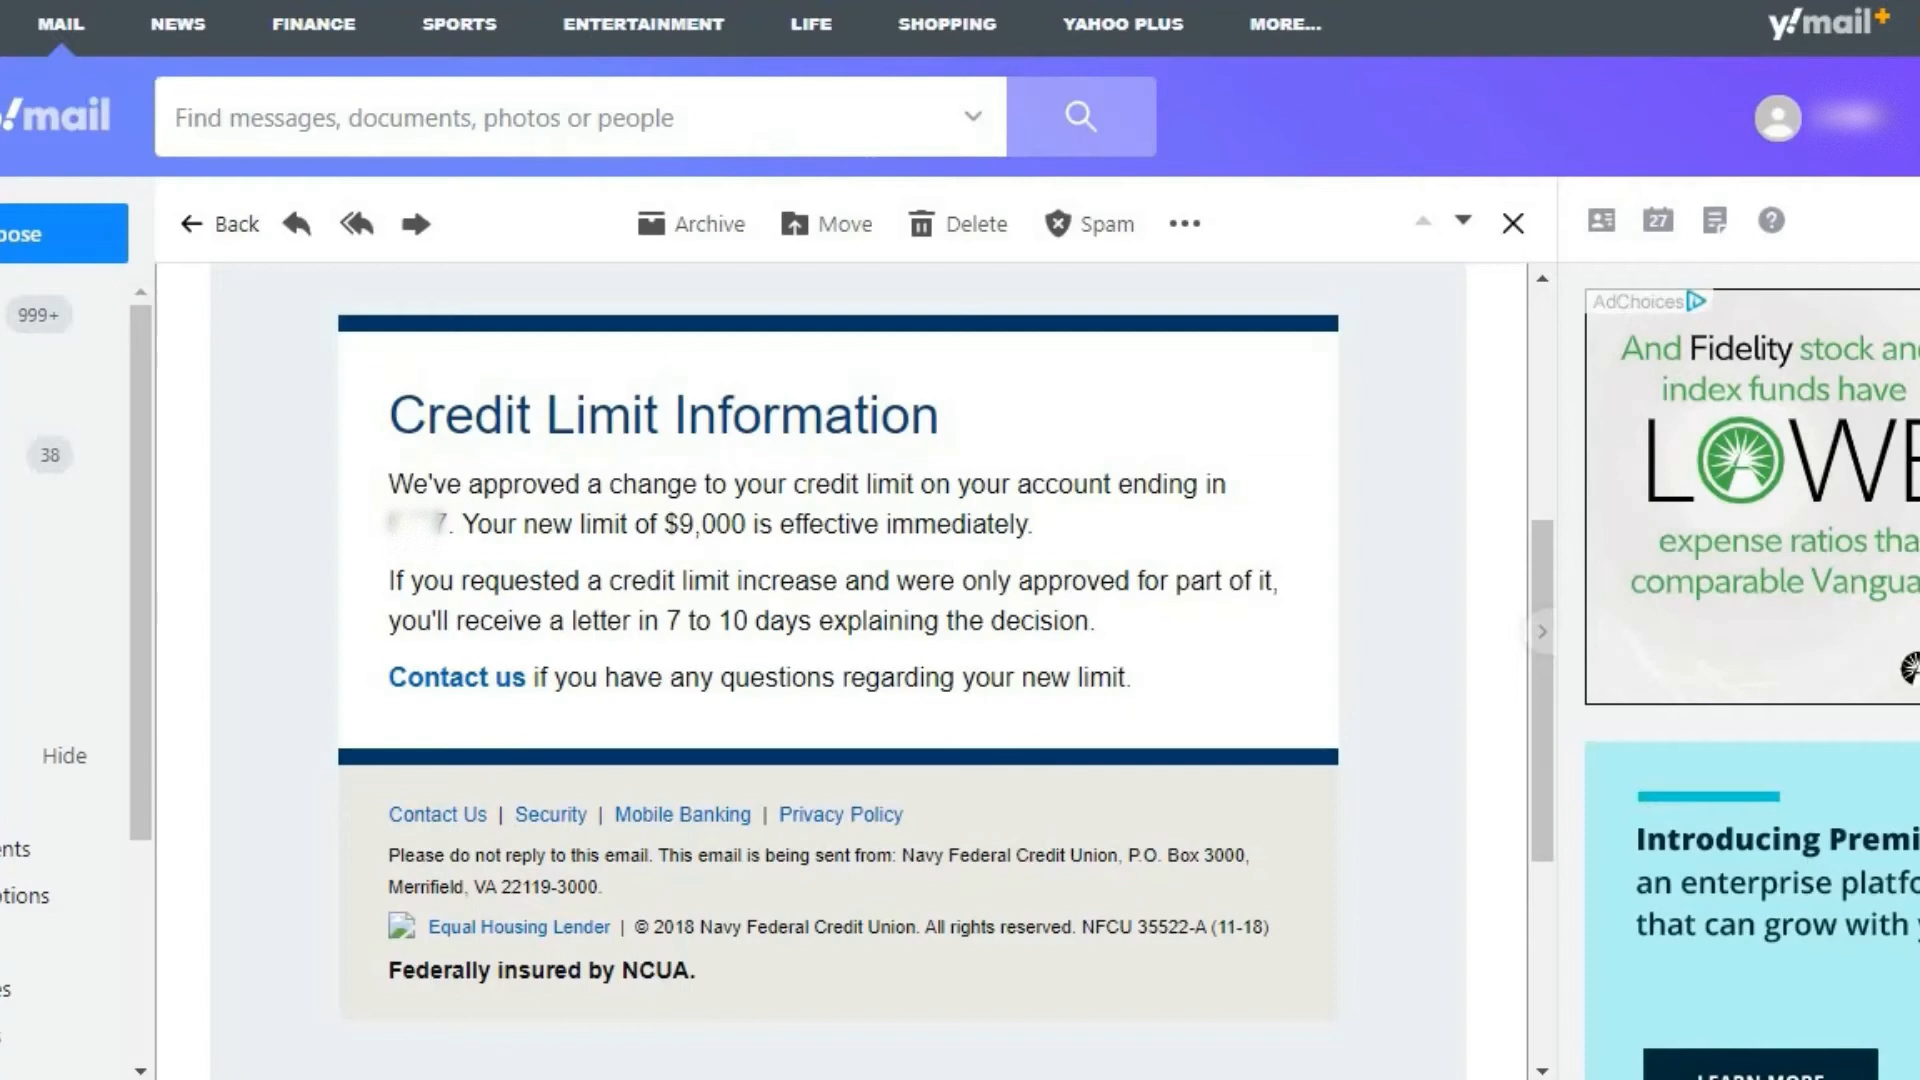 MAIL NEWS FINANCE SPORTS ENTERTAINMENT LIFE SHOPPING YAHOO PLUS MORE...
y!mail+
!mail
Find messages, documents, photos or people
Back Archive Move Delete Spam
27
999+
38
Hide
AdChoices
And Fidelity stock
index funds have
expense ratios
comparable
Credit Limit Information
We've approved a change to your credit limit on your account ending in
7. Your new limit of $9,000 is effective immediately.
If you requested a credit limit increase and were only approved for part of it,
you'll receive a letter in 7 to 10 days explaining the decision.
Contact us if you have any questions regarding your new limit.
Contact Us | Security | Mobile Banking | Privacy Policy
Please do not reply to this email. This email is being sent from: Navy Federal Credit Union, P.O. Box 3000,
Merrifield, VA 22119-3000.
Equal Housing Lender | © 2018 Navy Federal Credit Union. All rights reserved. NFCU 35522-A (11-18)
Federally insured by NCUA.
Introducing
an enterprise
that can grow with
LEARN MORE